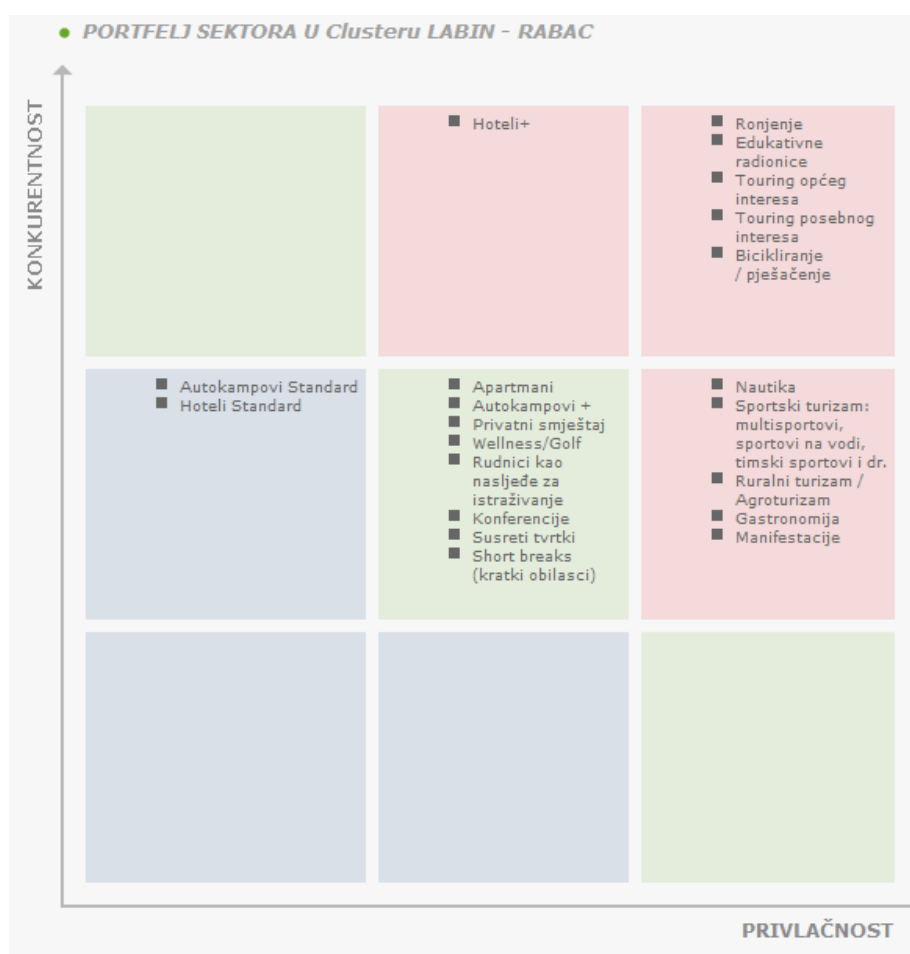 PORTFELJ SEKTORA U Clusteru LABIN - RABAC
KONKURENTNOST
Hoteli+
Ronjenje
Edukativne
radionice
Touring općeg
interesa
Touring posebnog
interesa
Bicikliranje
/ pješačenje
Autokampovi Standard
Hoteli Standard
Apartmani
Autokampovi +
Privatni smještaj
Wellness/Golf
Rudnici kao
nasljeđe za
istraživanje
Konferencije
Susreti tvrtki
Short breaks
(kratki obilasci)
Nautika
Sportski turizam:
multisportovi,
sportovi na vodi,
timski sportovi i dr.
Ruralni turizam /
Agroturizam
Gastronomija
Manifestacije
PRIVLAČNOST